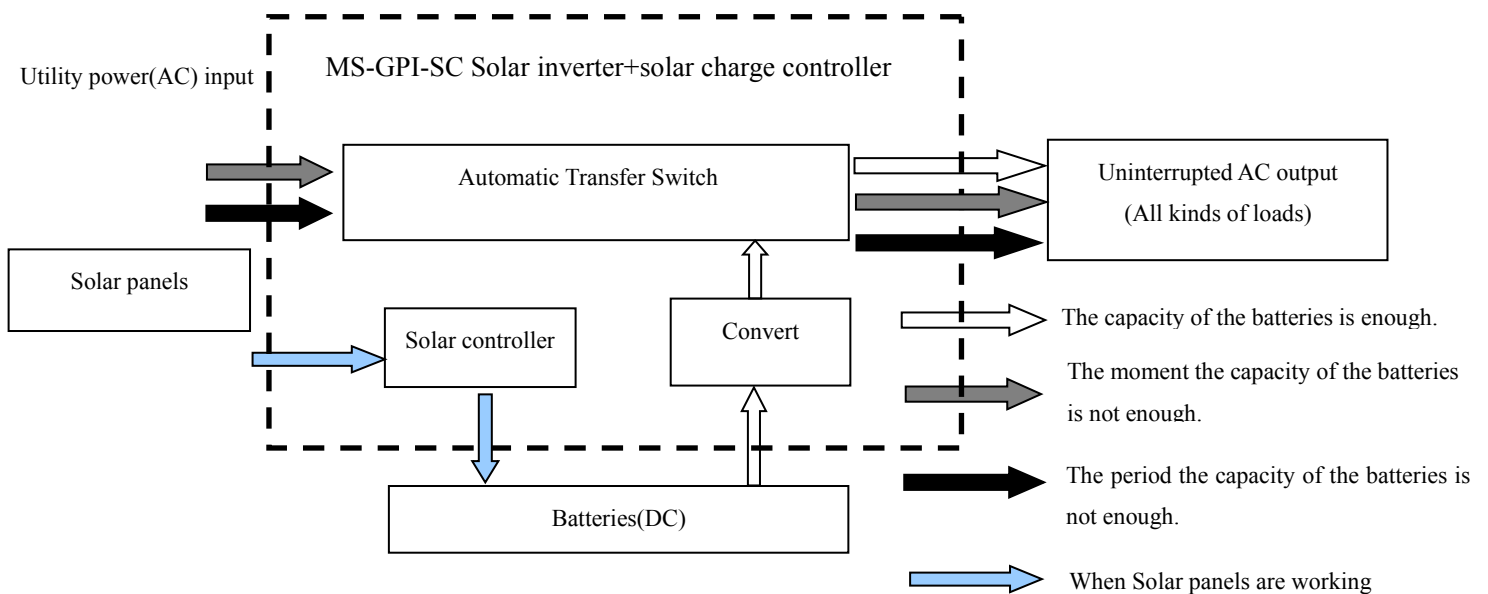 MS-GPI-SC Solar inverter+solar charge controller
Utility power(AC) input
Automatic Transfer Switch
Uninterrupted AC output
(All kinds of loads)
Solar panels
Solar controller
Convert
Batteries(DC)
The capacity of the batteries is enough.
The moment the capacity of the batteries
is not enough.
The period the capacity of the batteries is
not enough.
When Solar panels are working